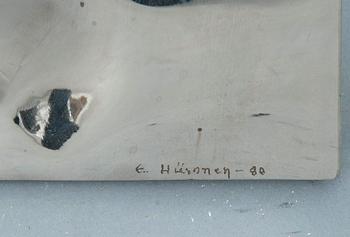 E. Hiironen - 80